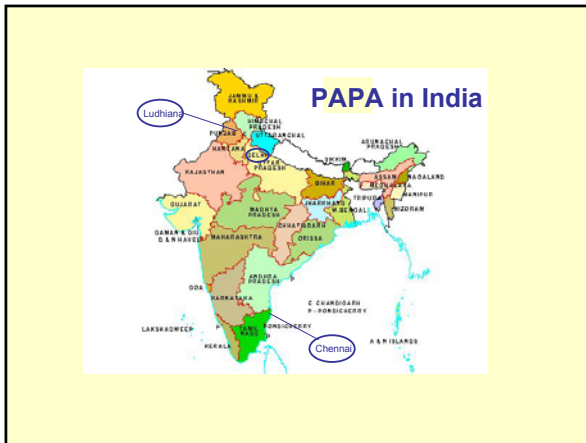 PAPA in India
Ludhiana
JAMMU &
KASHMIR
HIMACHAL
PRADESH
PUNJAB
C
UTTARANCHAL
HARYANA
DELHI
ARUNACHAL
PRADESH
SIKKIM
UTTAR
PRADESH
RAJASTHAN
BIHAR
ASSAM
NAGALAND
MEGHALAYA
MANIPUR
JHARKHAND
TRIPURA
MIZORAM
W.BENGAL
GUJARAT
MADHYA
PRADESH
CHHATISGARH
DAMAN & DIU
D & N HAVELI
ORISSA
MAHARASHTRA
ANDHRA
PRADESH
GOA
KARNATAKA
C CHANDIGARH
P - PONDICHERRY
LAKSHADWEEP
P
PONDICHERRY
TAMIL
NADU
P
KERALA
Chennai
A & N ISLANDS